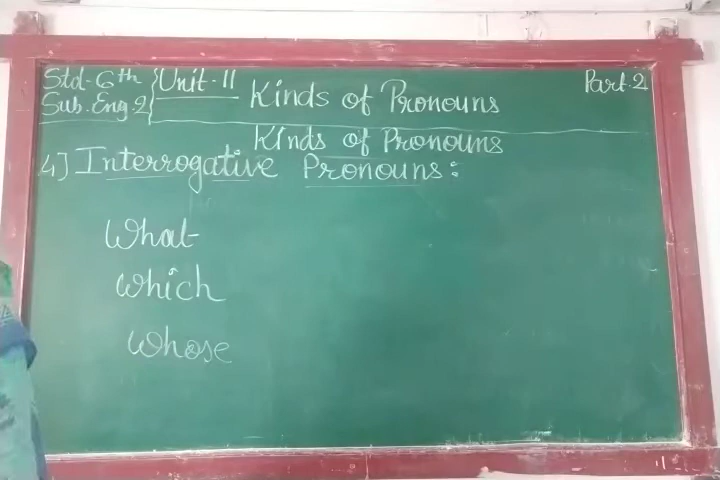 Std-6th Unit-11 Kinds of Pronouns Part.2
Sub.Eng.2
Kinds of Pronouns
4] Interrogative Pronouns:
What
which
whose